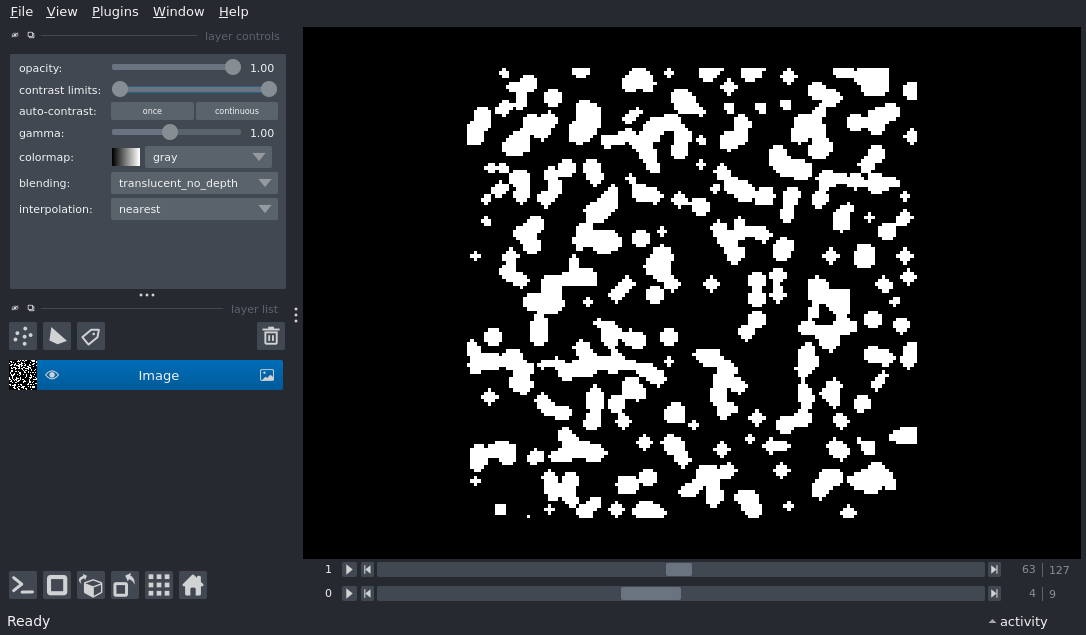 File View Plugins Window Help
layer controls
opacity: 1.00
contrast limits:
auto-contrast: once continuous
gamma: 1.00
colormap: gray
blending: translucent_no_depth
interpolation: nearest
layer list
Image
1 63 127
0 4 9
Ready activity